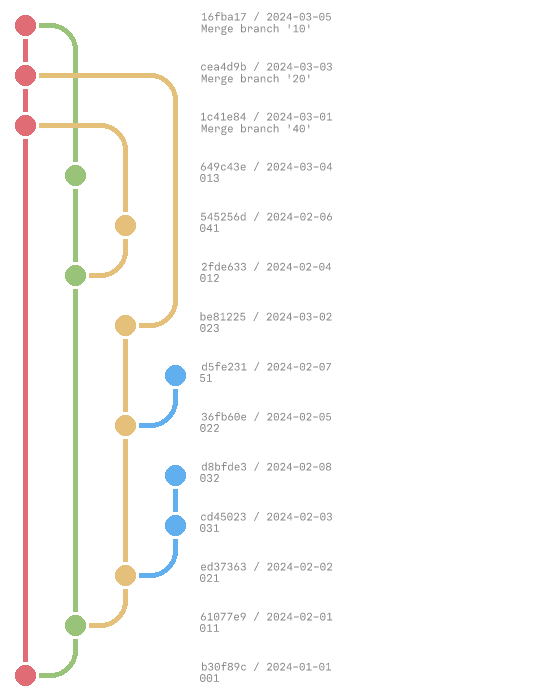 16fba17 / 2024-03-05
Merge branch '10'
cea4d9b / 2024-03-03
Merge branch '20'
1c41e84 / 2024-03-01
Merge branch '40'
649c43e / 2024-03-04
013
545256d / 2024-02-06
041
2fde633 / 2024-02-04
012
be81225 / 2024-03-02
023
d5fe231 / 2024-02-07
51
36fb60e / 2024-02-05
022
d8bfde3 / 2024-02-08
032
cd45023 / 2024-02-03
031
ed37363 / 2024-02-02
021
61077e9 / 2024-02-01
011
b30f89c / 2024-01-01
001